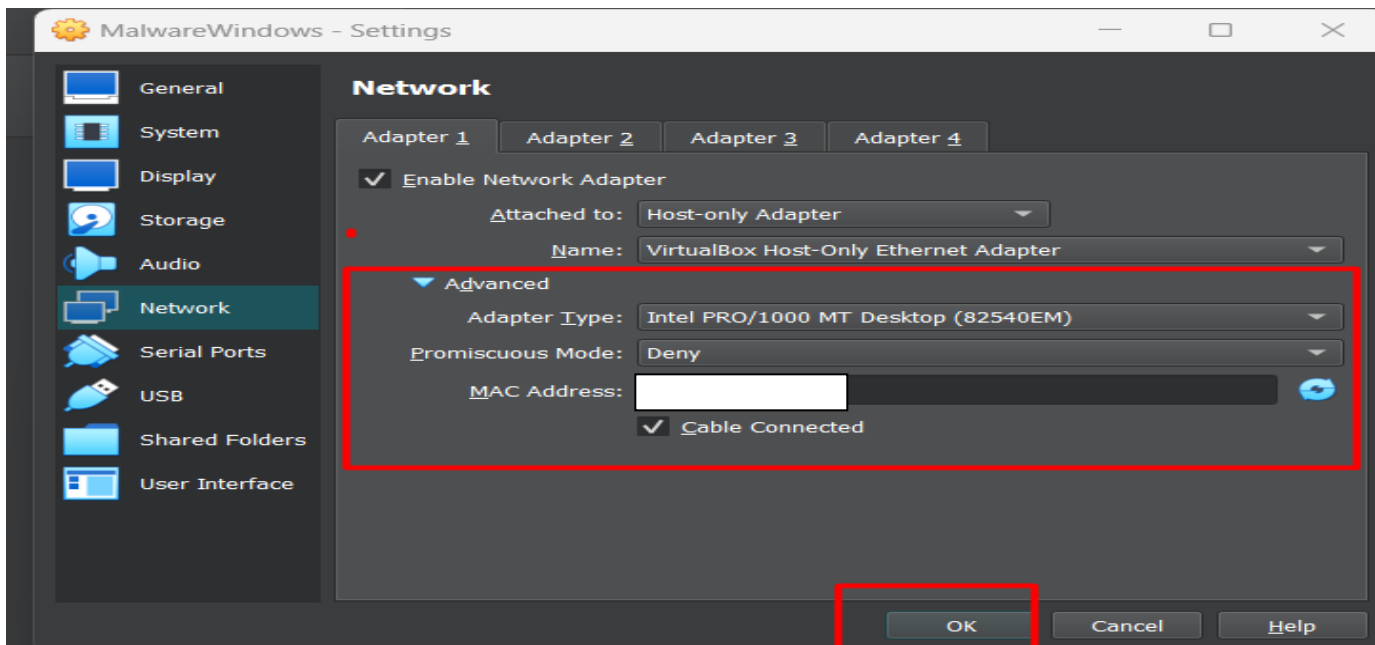 MalwareWindows - Settings
General
System
Display
Storage
Audio
Network
Serial Ports
USB
Shared Folders
User Interface
Network
Adapter 1
Adapter 2
Adapter 3
Adapter 4
Enable Network Adapter
Attached to: Host-only Adapter
Name: VirtualBox Host-Only Ethernet Adapter
Advanced
Adapter Type: Intel PRO/1000 MT Desktop (82540EM)
Promiscuous Mode: Deny
MAC Address:
Cable Connected
OK
Cancel
Help